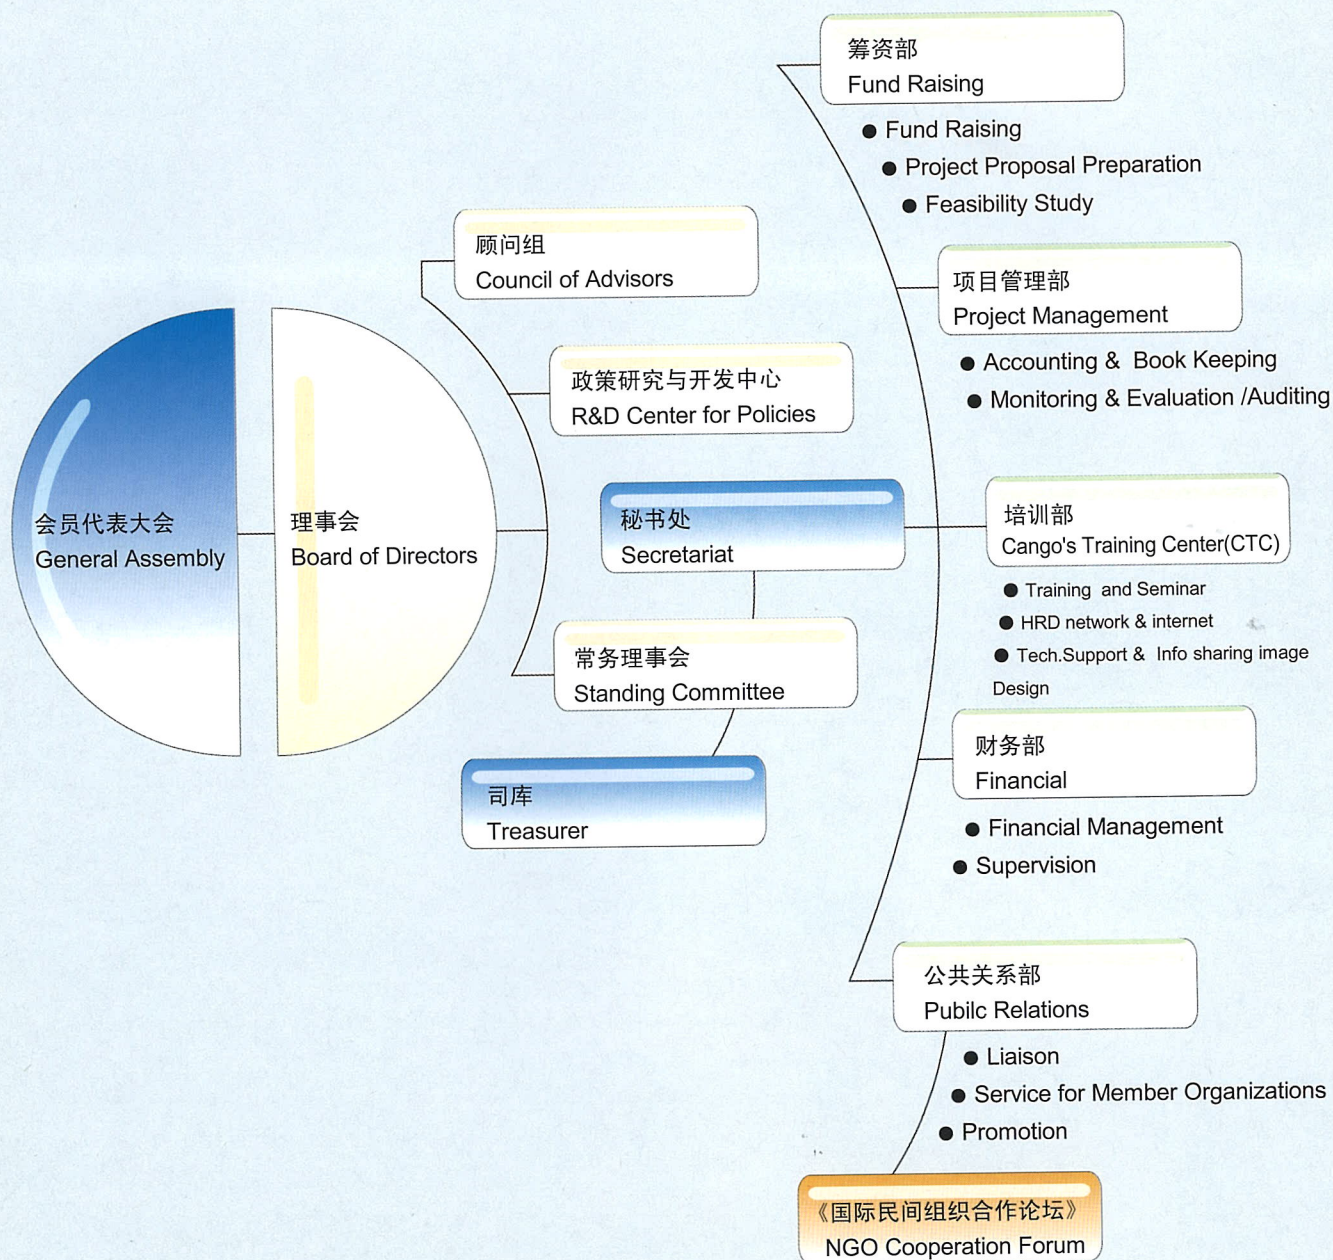 会员代表大会
General Assembly
理事会
Board of Directors
顾问组
Council of Advisors
政策研究与开发中心
R&D Center for Policies
秘书处
Secretariat
常务理事会
Standing Committee
司库
Treasurer
筹资部
Fund Raising
● Fund Raising
● Project Proposal Preparation
● Feasibility Study
项目管理部
Project Management
● Accounting & Book Keeping
● Monitoring & Evaluation /Auditing
培训部
Cango's Training Center(CTC)
● Training and Seminar
● HRD network & internet
● Tech.Support & Info sharing image
Design
财务部
Financial
● Financial Management
● Supervision
公共关系部
Pubilc Relations
● Liaison
● Service for Member Organizations
● Promotion
《国际民间组织合作论坛》
NGO Cooperation Forum